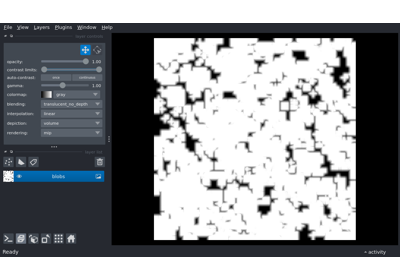 File View Layers Plugins Window Help
opacity: 1.00
contrast limits:
auto-contrast: once continuous
gamma: 1.00
colormap: gray
blending: translucent_no_depth
interpolation: linear
depiction: volume
rendering: mip
blobs
Ready
activity